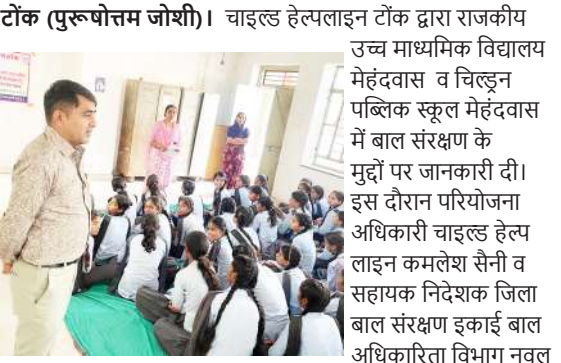 टोंक (पुरूषोत्तम जोशी)। चाइल्ड हेल्पलाइन टोंक द्वारा राजकीय
उच्च माध्यमिक विद्यालय
मेहंदवास व चिल्ड्रन
पब्लिक स्कूल मेहंदवास
में बाल संरक्षण के
मुद्दों पर जानकारी दी।
इस दौरान परियोजना
अधिकारी चाइल्ड हेल्प
लाइन कमलेश सैनी व
सहायक निदेशक जिला
बाल संरक्षण इकाई बाल
अधिकारिता विभाग नवल